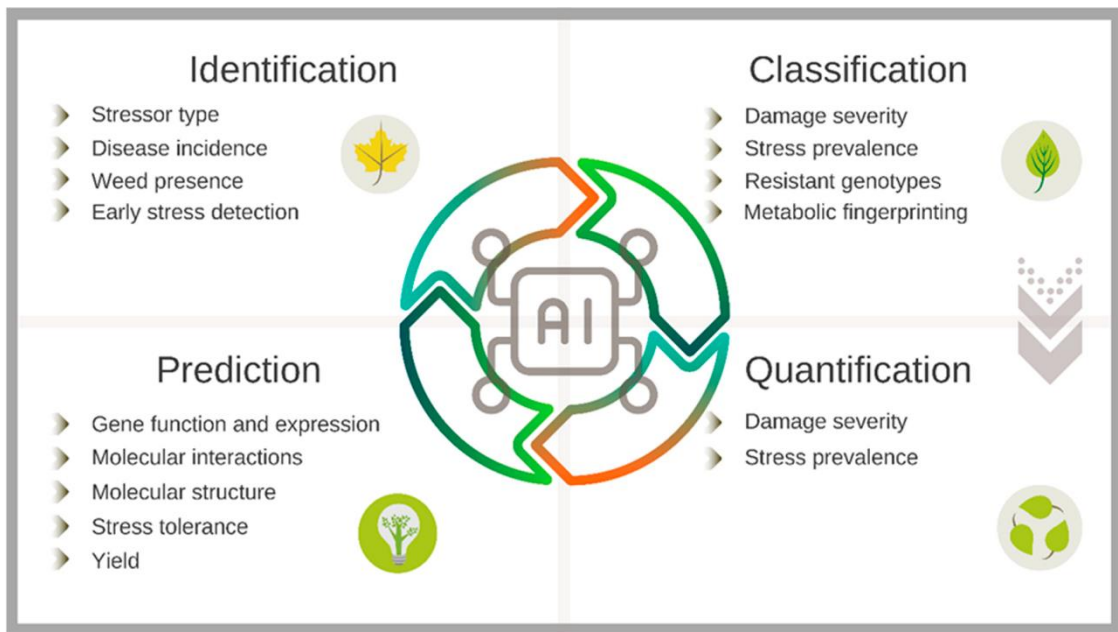 Identification
Stressor type
Disease incidence
Weed presence
Early stress detection
Classification
Damage severity
Stress prevalence
Resistant genotypes
Metabolic fingerprinting
AI
Prediction
Gene function and expression
Molecular interactions
Molecular structure
Stress tolerance
Yield
Quantification
Damage severity
Stress prevalence